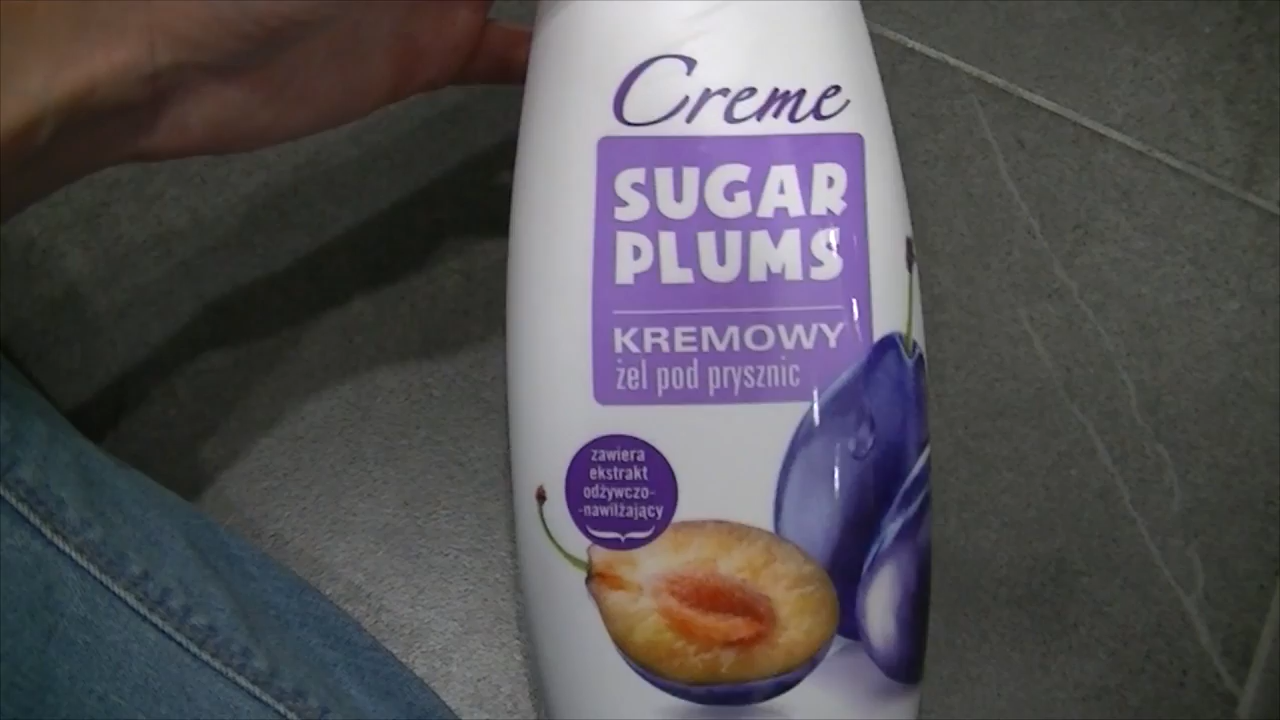 Creme
SUGAR
PLUMS
KREMOWY
żel pod prysznic
zawiera
ekstrakt
odżywczo-
-nawilżający